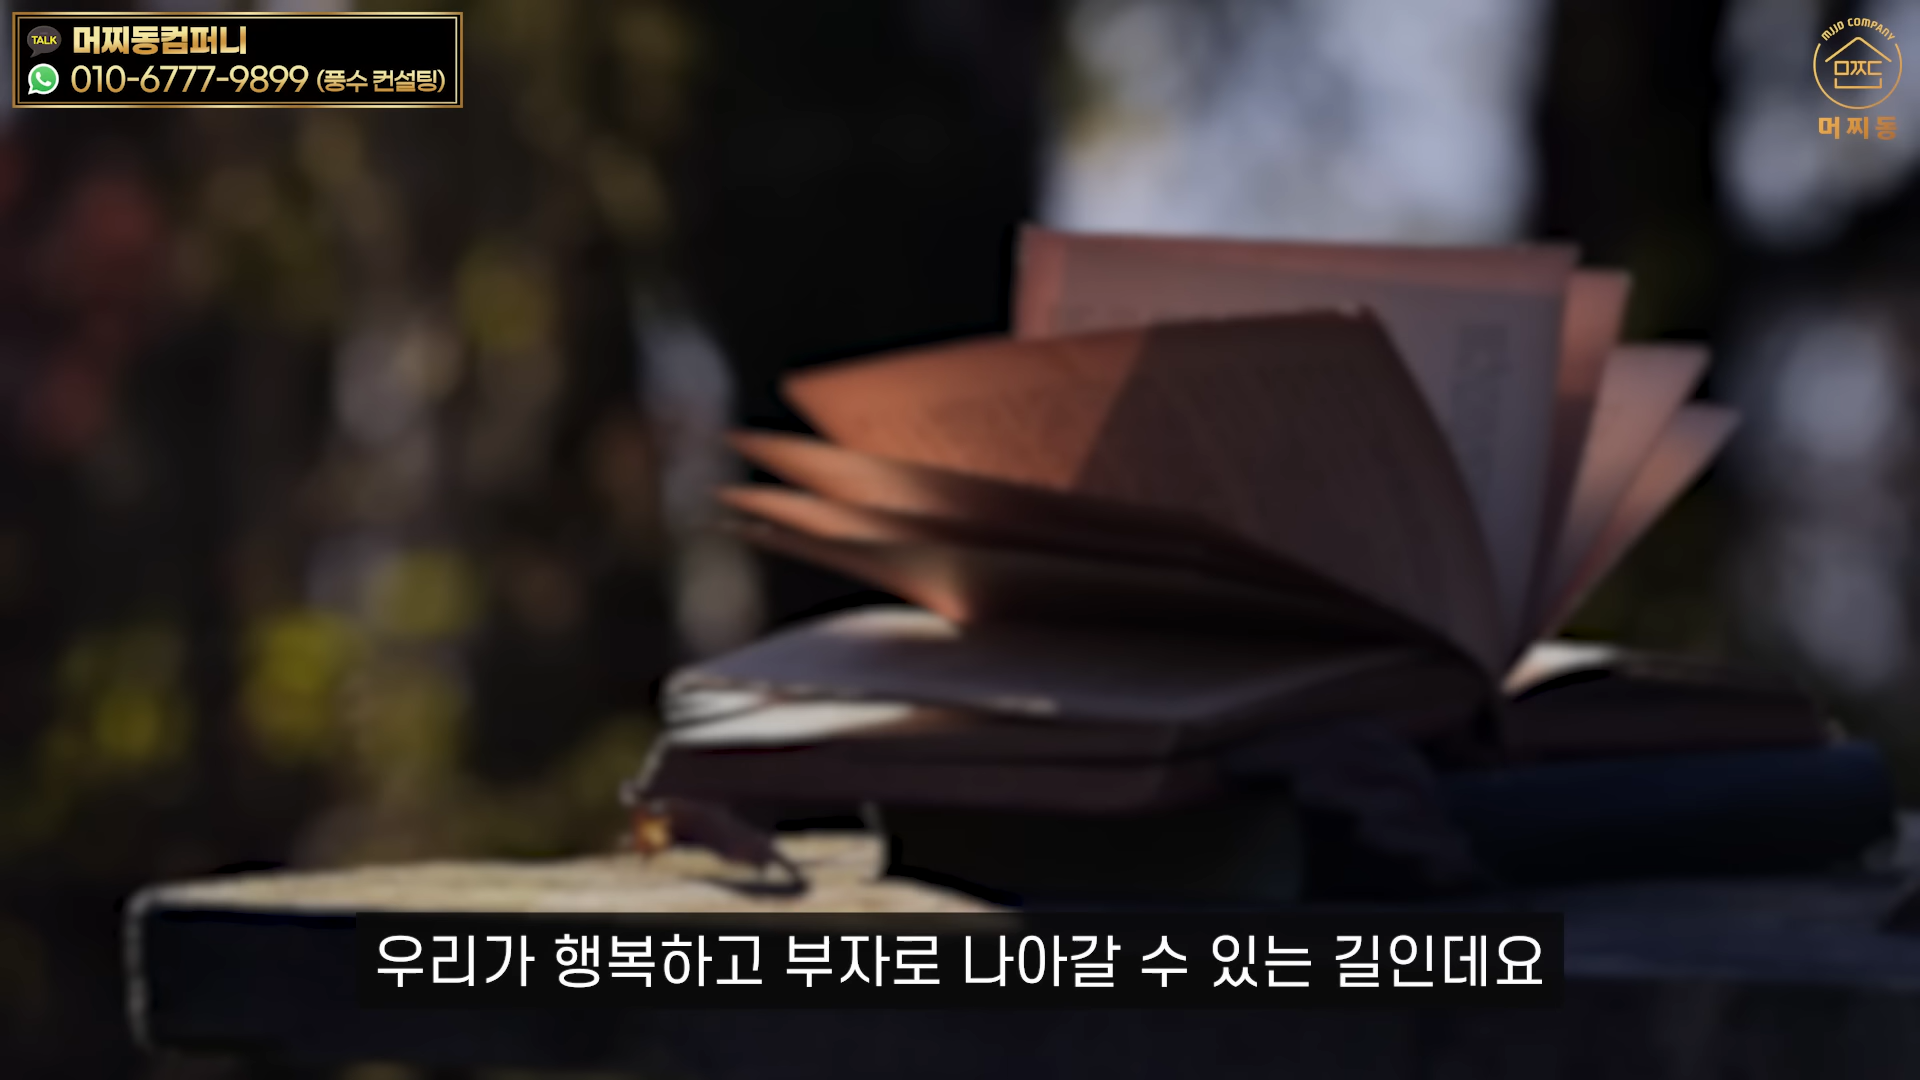 TALK 머찌동컴퍼니
010-6777-9899 (풍수 컨설팅)
MJJD COMPANY
머찌동
우리가 행복하고 부자로 나아갈 수 있는 길인데요